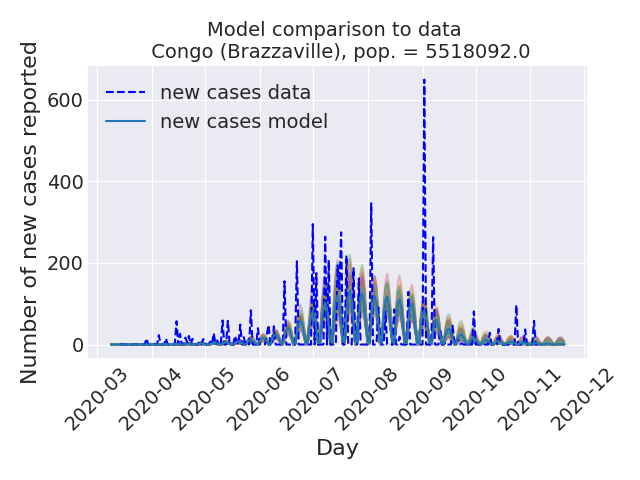 Model comparison to data
Congo (Brazzaville), pop. = 5518092.0
Number of new cases reported
600
400
200
0
new cases data
new cases model
2020-03
2020-04
2020-05
2020-06
2020-07
2020-08
2020-09
2020-10
2020-11
2020-12
Day